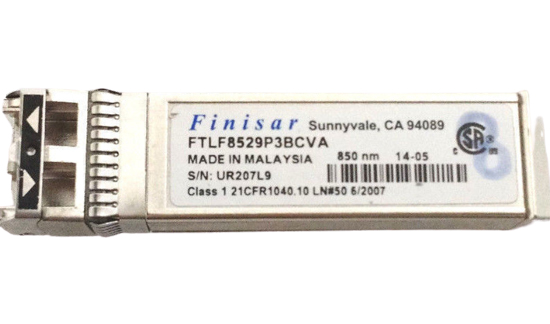 Finisar Sunnyvale, CA 94089
FTLF8529P3BCVA
MADE IN MALAYSIA 850 nm 14-05
S/N: UR207L9
Class 1 21CFR1040.10 LN#50 6/2007
8